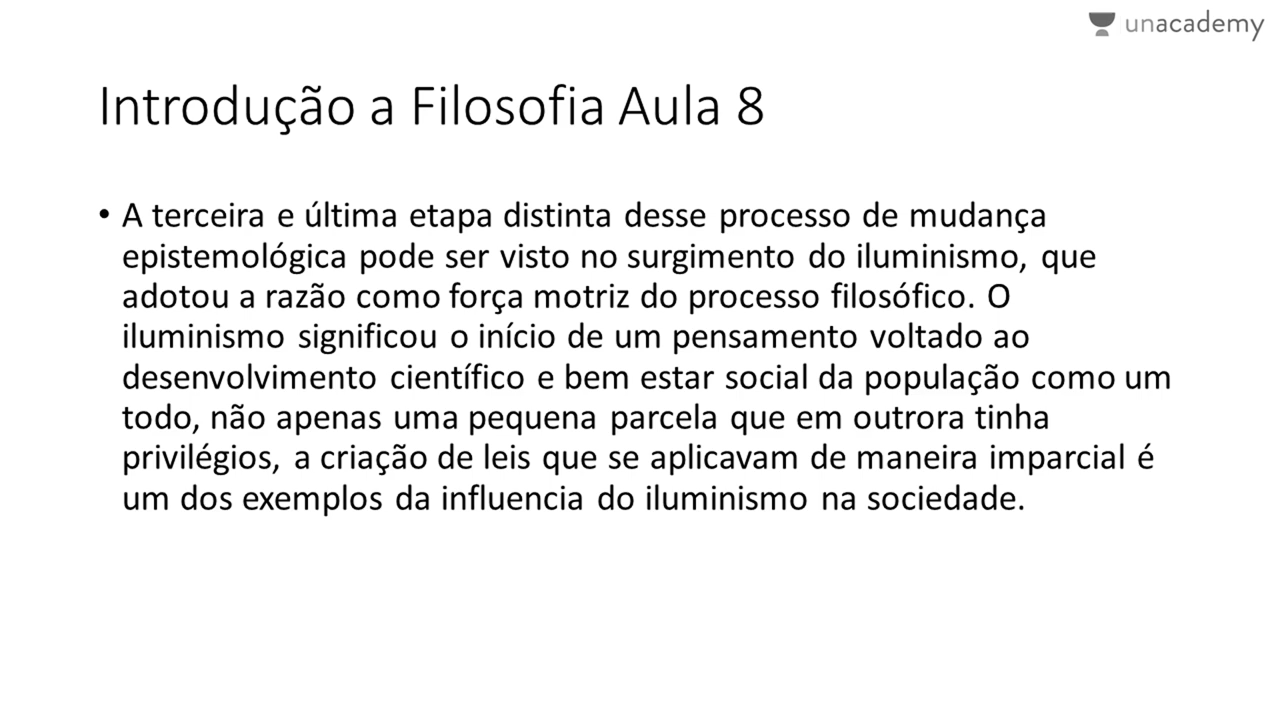 unacademy
Introdução a Filosofia Aula 8
• A terceira e última etapa distinta desse processo de mudança
epistemológica pode ser visto no surgimento do iluminismo, que
adotou a razão como força motriz do processo filosófico. O
iluminismo significou o início de um pensamento voltado ao
desenvolvimento científico e bem estar social da população como um
todo, não apenas uma pequena parcela que em outrora tinha
privilégios, a criação de leis que se aplicavam de maneira imparcial é
um dos exemplos da influencia do iluminismo na sociedade.